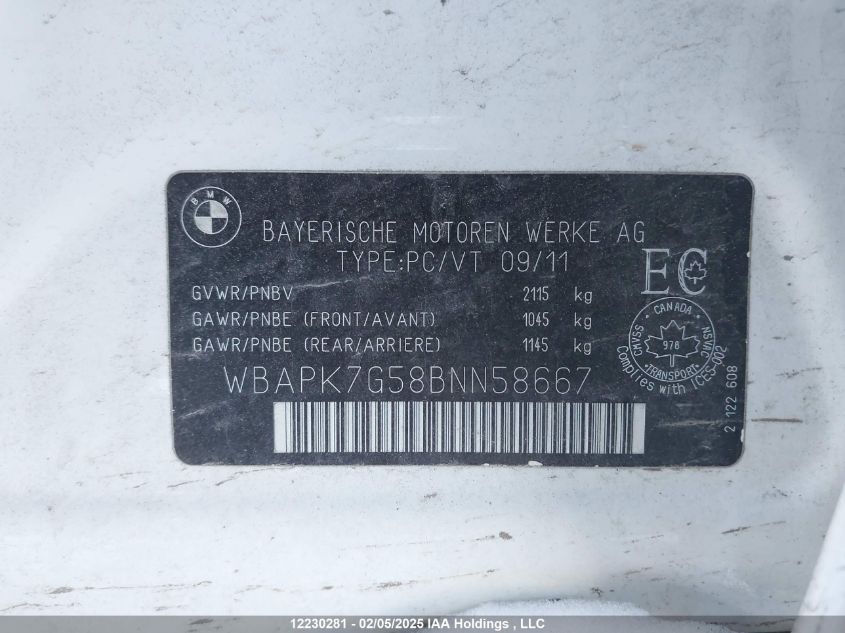 BMW
BAYERISCHE MOTOREN WERKE AG
TYPE:PC/VT 09/11
EC
GVWR/PNBV 2115 kg
GAWR/PNBE (FRONT/AVANT) 1045 kg
GAWR/PNBE (REAR/ARRIERE) 1145 kg
CANADA
CMVSS NSVAC
978
TRANSPORT
Complies with ICES-002
WBAPK7G58BNN58667
2 122 608
12230281 - 02/05/2025 IAA Holdings, LLC